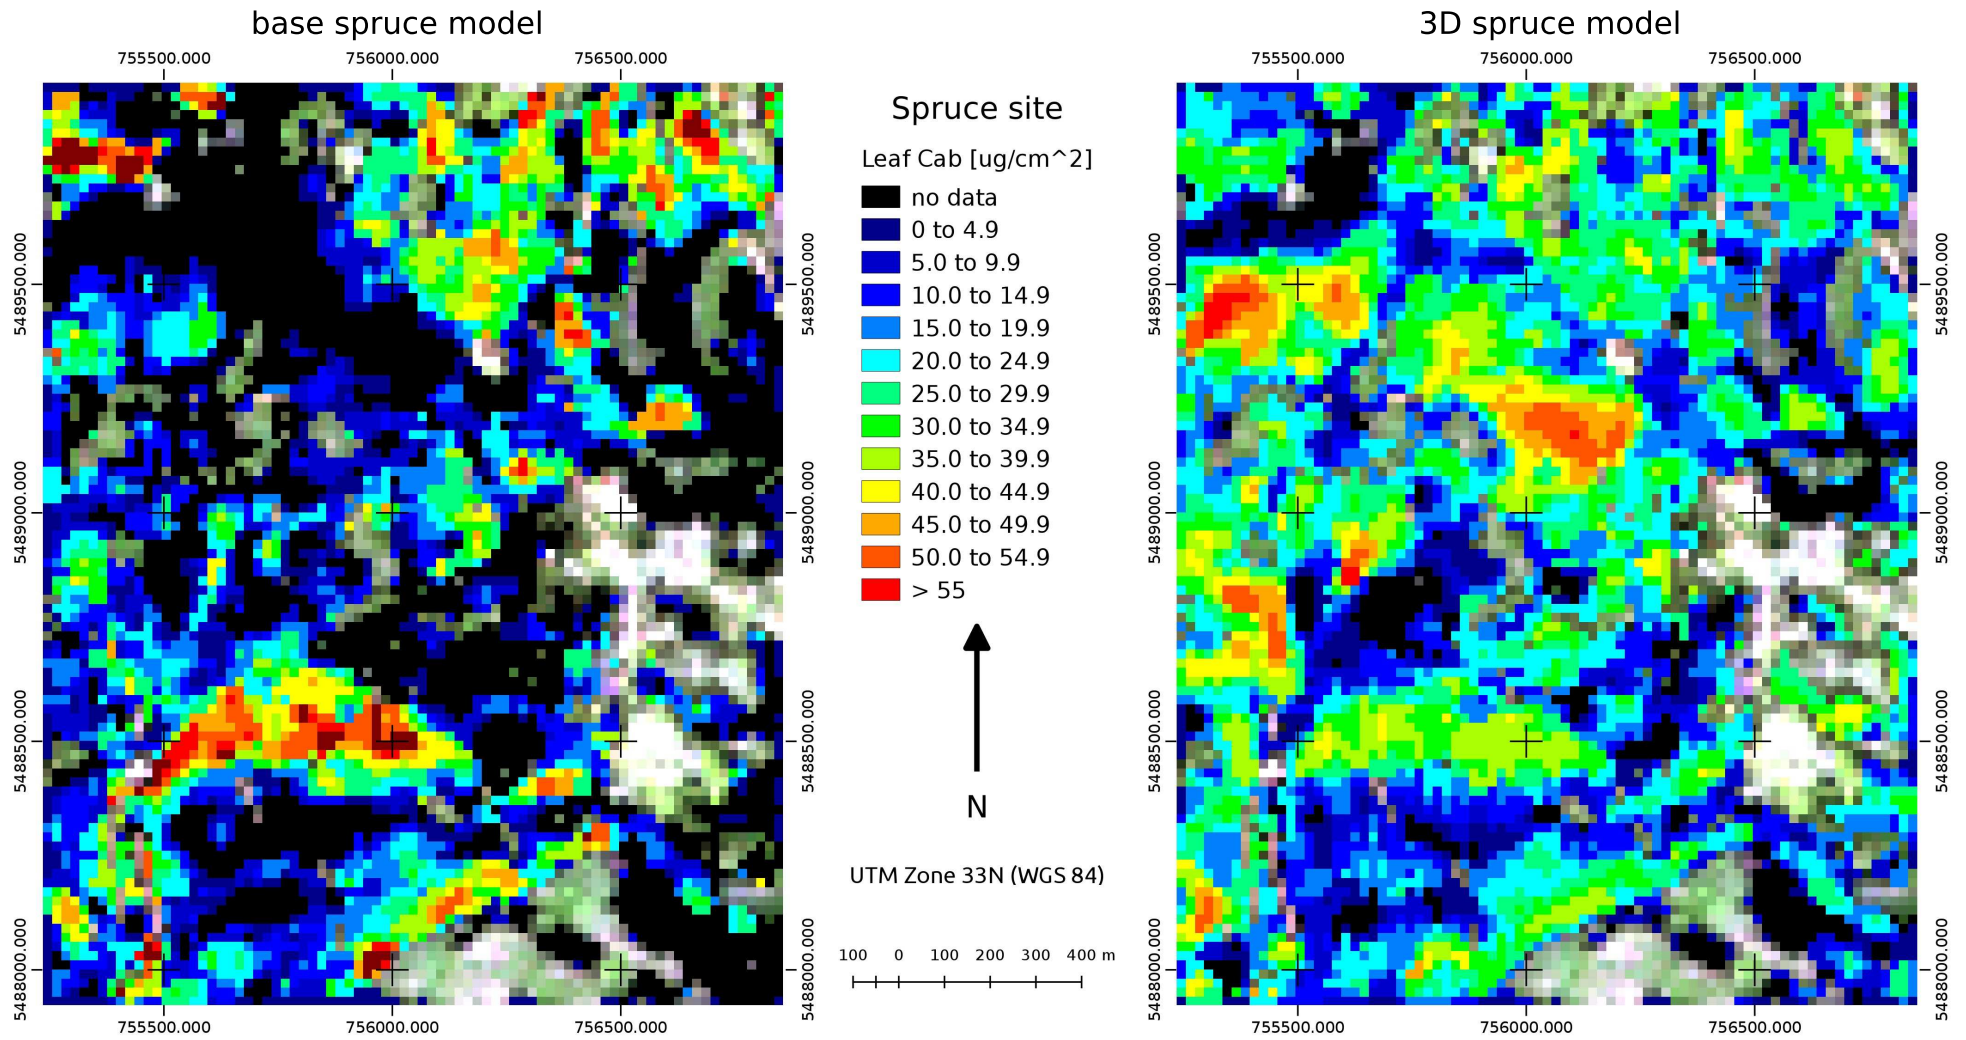 base spruce model
3D spruce model
755500.000 756000.000 756500.000
755500.000 756000.000 756500.000
5489500.000
5489000.000
5488500.000
5488000.000
5489500.000
5489000.000
5488500.000
5488000.000
Spruce site
Leaf Cab [ug/cm^2]
no data
0 to 4.9
5.0 to 9.9
10.0 to 14.9
15.0 to 19.9
20.0 to 24.9
25.0 to 29.9
30.0 to 34.9
35.0 to 39.9
40.0 to 44.9
45.0 to 49.9
50.0 to 54.9
> 55
N
UTM Zone 33N (WGS 84)
100 0 100 200 300 400 m
5489500.000
5489000.000
5488500.000
5488000.000
5489500.000
5489000.000
5488500.000
5488000.000
755500.000 756000.000 756500.000
755500.000 756000.000 756500.000